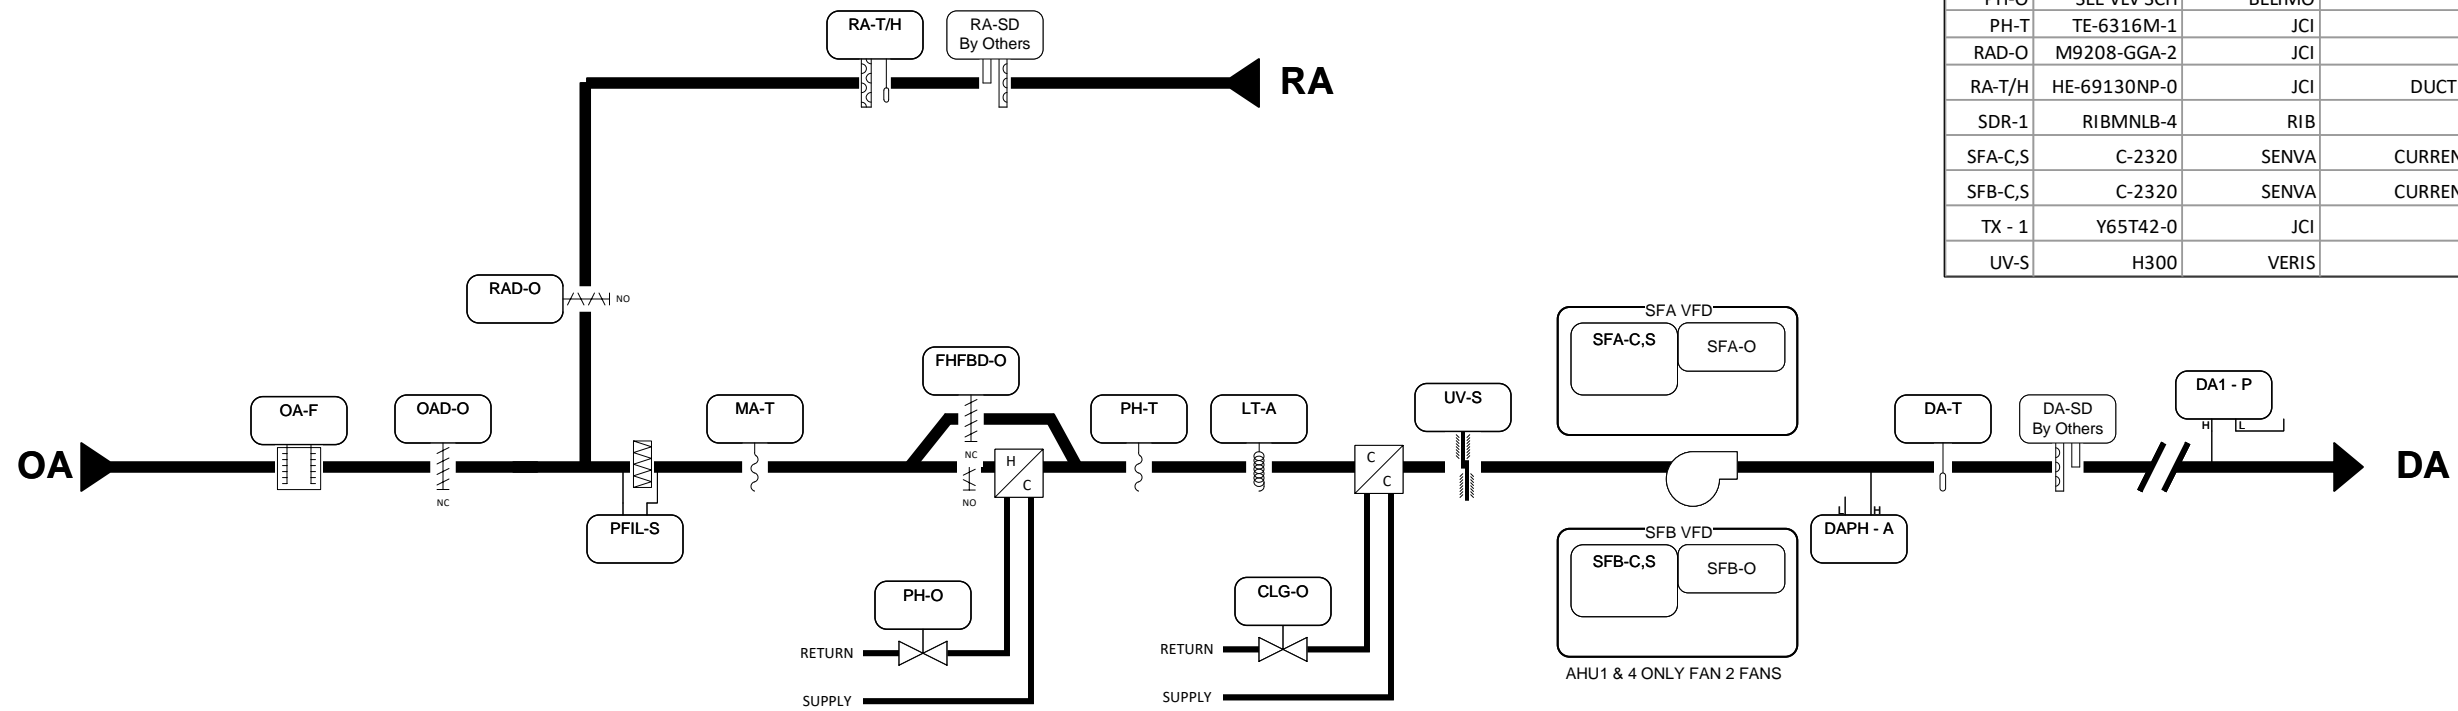 RA-T/H
RA-SD
By Others
RA
PH-O SEE VLV SCH BELIMO
PH-T TE-6316M-1 JCI
RAD-O M9208-GGA-2 JCI
RA-T/H HE-69130NP-0 JCI DUCT
SDR-1 RIBMNLB-4 RIB
SFA-C,S C-2320 SENVA CURREN
SFB-C,S C-2320 SENVA CURREN
TX - 1 Y65T42-0 JCI
UV-S H300 VERIS
RAD-O
NO
SFA VFD
SFA-C,S
SFA-O
FHFBD-O
NC
NO
OA
OA-F
OAD-O
NC
PFIL-S
MA-T
H
C
PH-T
LT-A
C
C
UV-S
DA-T
DA-SD
By Others
DA1 - P
H
L
DA
L
H
DAPH - A
SFB VFD
SFB-C,S
SFB-O
AHU1 & 4 ONLY FAN 2 FANS
PH-O
RETURN
SUPPLY
CLG-O
RETURN
SUPPLY